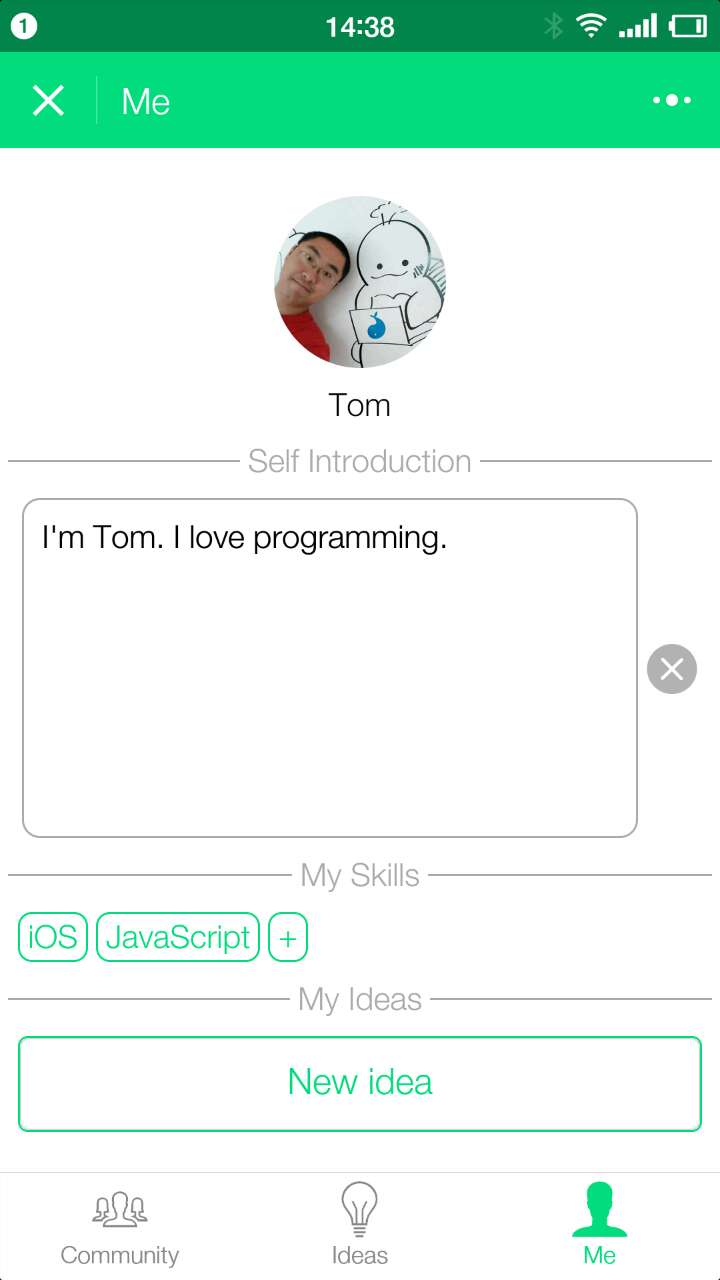 1
14:38
Me
Tom
Self Introduction
I'm Tom. I love programming.
My Skills
iOS JavaScript +
My Ideas
New idea
Community Ideas Me